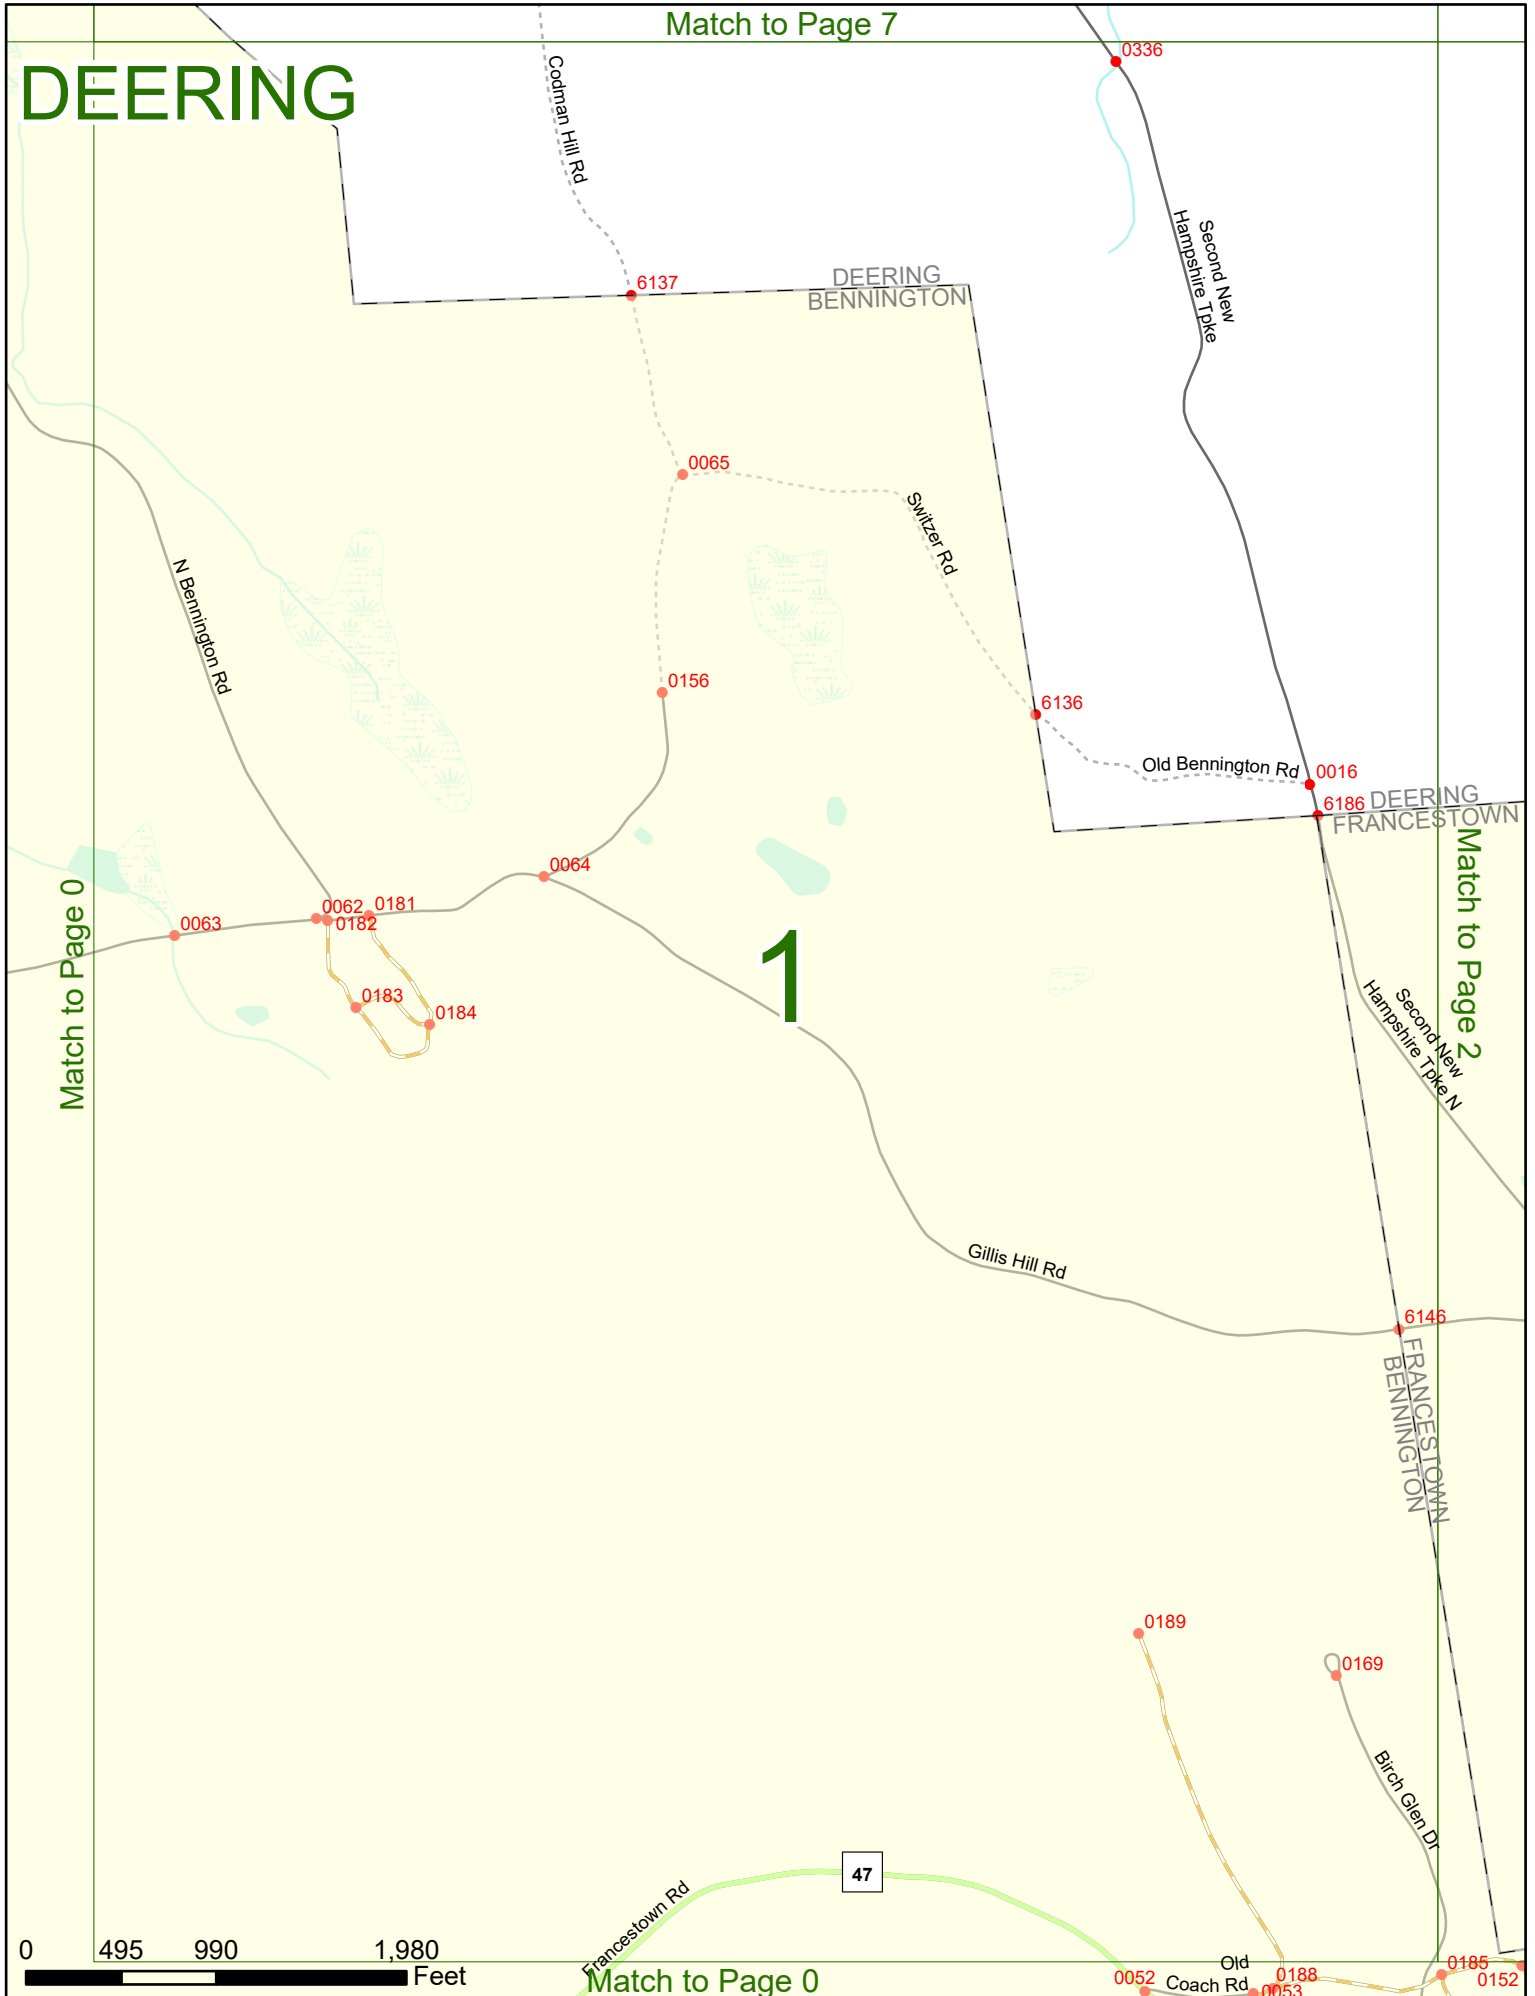 Match to Page 7
DEERING
0336
Codman Hill Rd
Second New
Hampshire Tpke
6137
DEERING
BENNINGTON
0065
Switzer Rd
N Bennington Rd
0156
6136
Old Bennington Rd
0016
6186
DEERING
FRANCESTOWN
Match to Page 2
0064
0062
0181
0182
0063
Match to Page 0
1
0183
0184
Second New
Hampshire Tpke N
Gillis Hill Rd
6146
FRANCESTOWN
BENNINGTON
0189
0169
Birch Glen Dr
47
Francestown Rd
0 495 990 1,980
Feet
Match to Page 0
0052
Old
Coach Rd
0188
0053
0185
0152